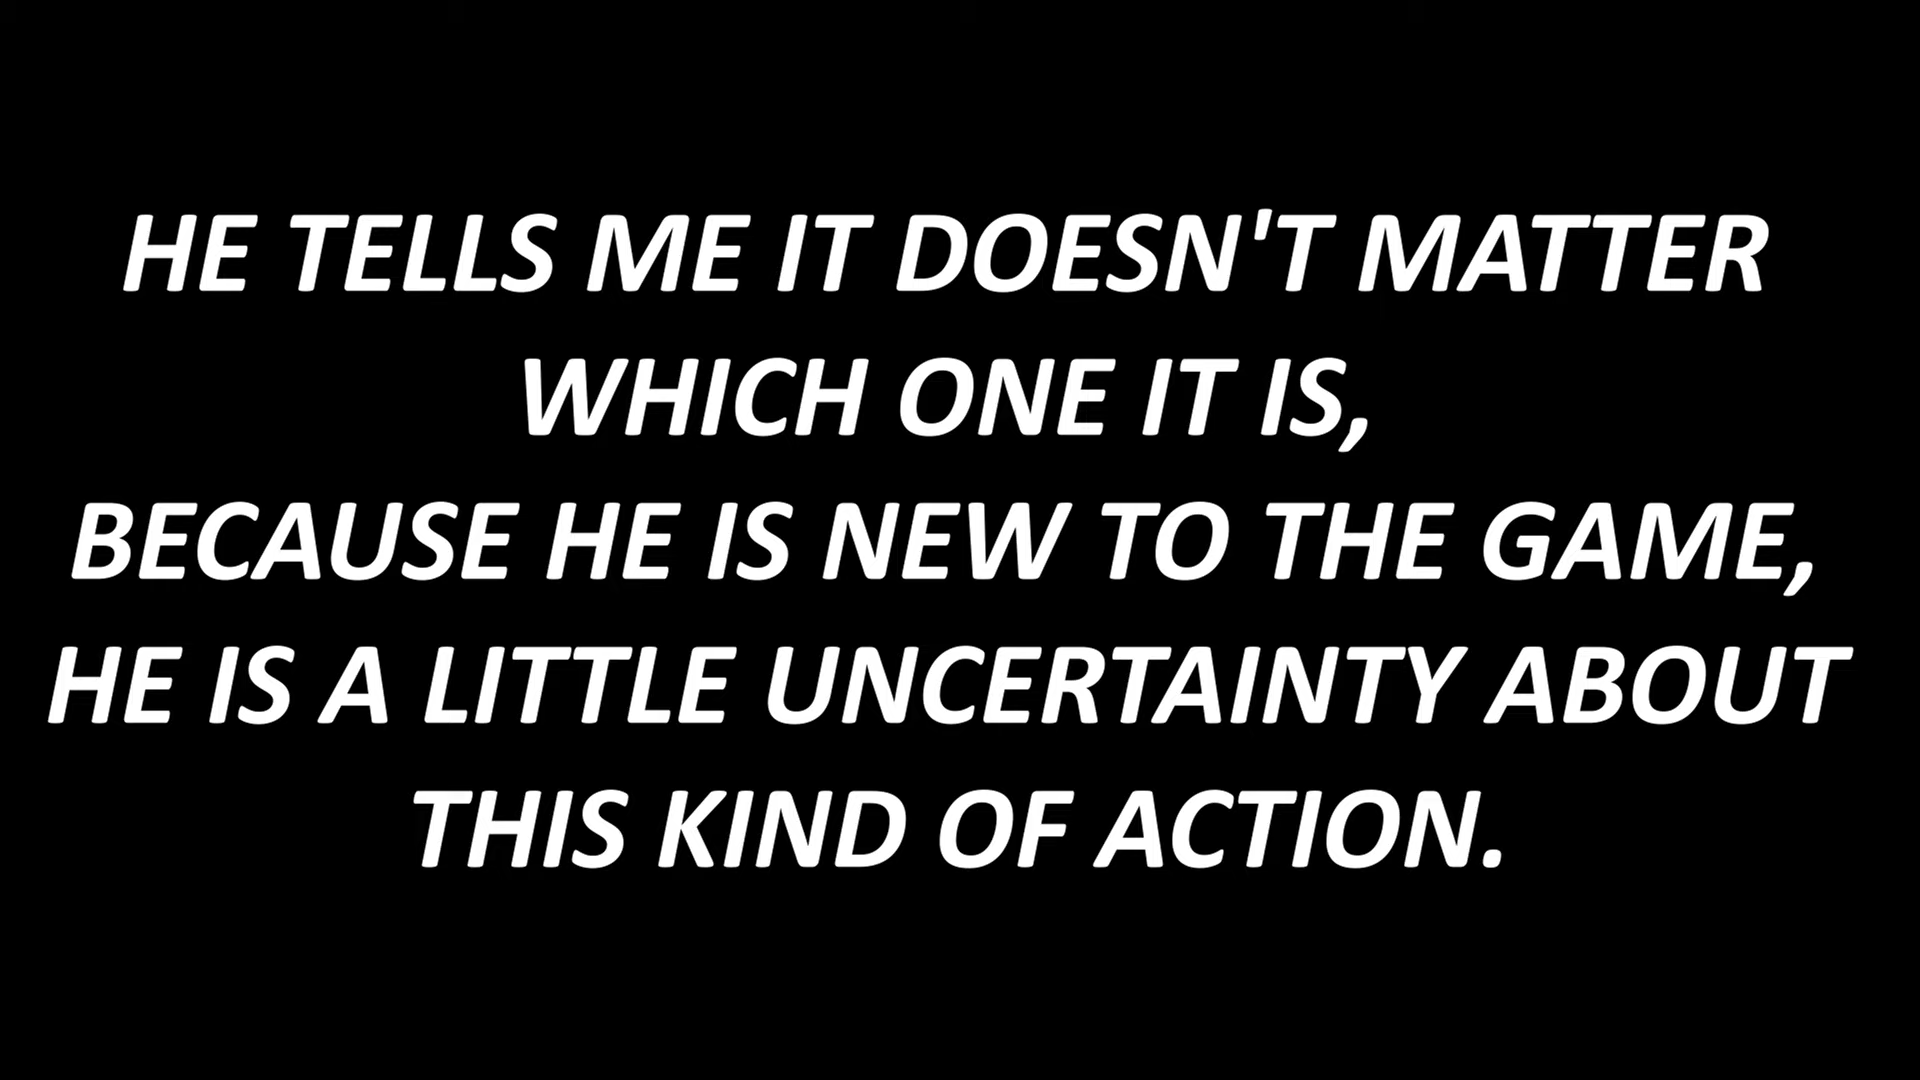 HE TELLS ME IT DOESN'T MATTER
WHICH ONE IT IS,
BECAUSE HE IS NEW TO THE GAME,
HE IS A LITTLE UNCERTAINTY ABOUT
THIS KIND OF ACTION.